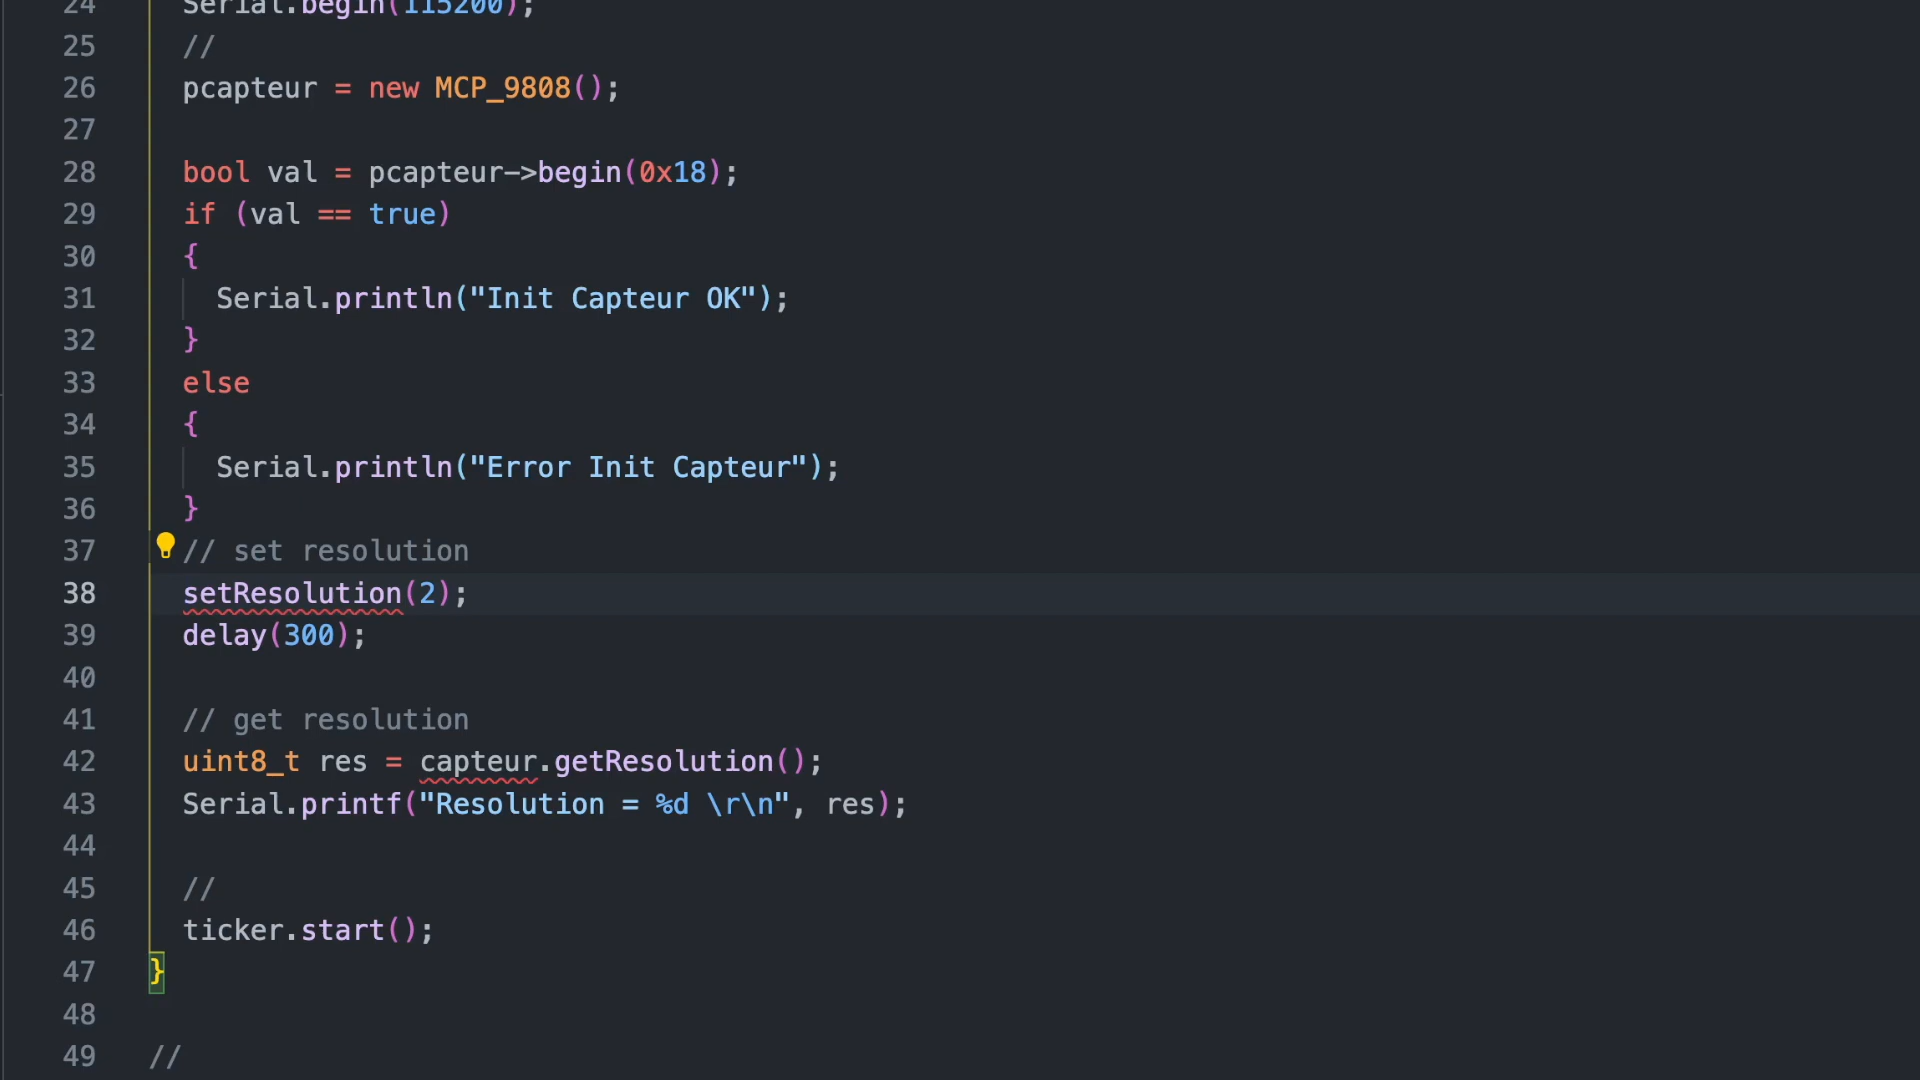 24 Serial.begin(115200);
25 //
26 pcapteur = new MCP_9808();
27
28 bool val = pcapteur->begin(0x18);
29 if (val == true)
30 {
31 Serial.println("Init Capteur OK");
32 }
33 else
34 {
35 Serial.println("Error Init Capteur");
36 }
37 // set resolution
38 setResolution(2);
39 delay(300);
40
41 // get resolution
42 uint8_t res = capteur.getResolution();
43 Serial.printf("Resolution = %d \r\n", res);
44
45 //
46 ticker.start();
47 }
48
49 //